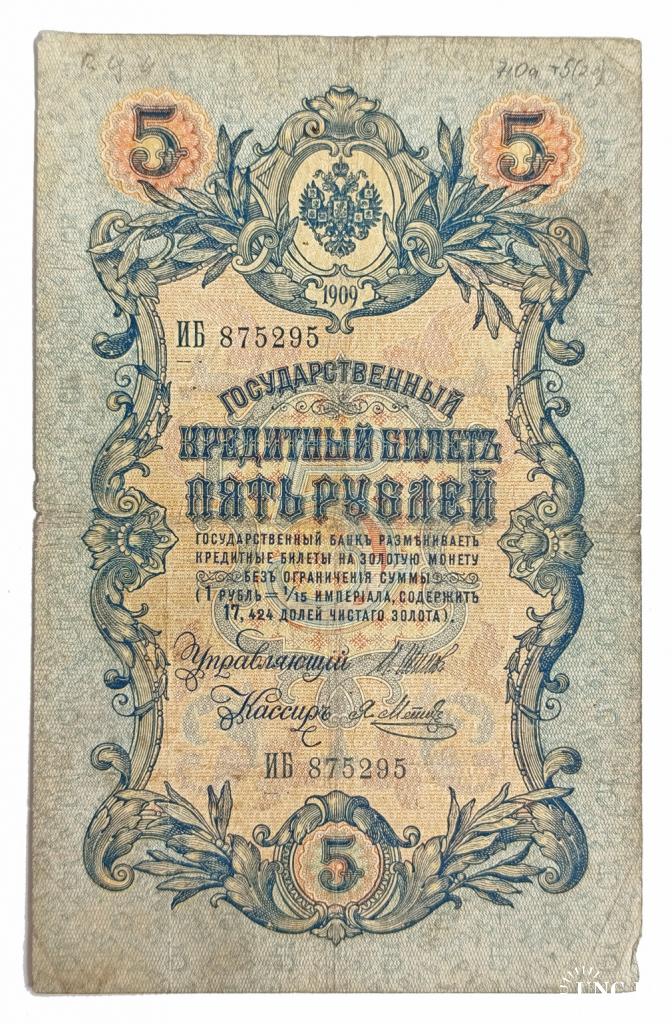 5 5
1909
ИБ 875295
ГОСУДАРСТВЕННЫЙ
КРЕДИТНЫЙ БИЛЕТЪ
ПЯТЬ РУБЛЕЙ
ГОСУДАРСТВЕННЫЙ БАНКЪ РАЗМѢНИВАЕТЪ
КРЕДИТНЫЕ БИЛЕТЫ НА ЗОЛОТУЮ МОНЕТУ
БЕЗЪ ОГРАНИЧЕНІЯ СУММЫ
(1 РУБЛЬ = 1/15 ИМПЕРІАЛА, СОДЕРЖИТЪ
17,424 ДОЛЕЙ ЧИСТАГО ЗОЛОТА).
Управляющій
Кассиръ
ИБ 875295
5
UNC